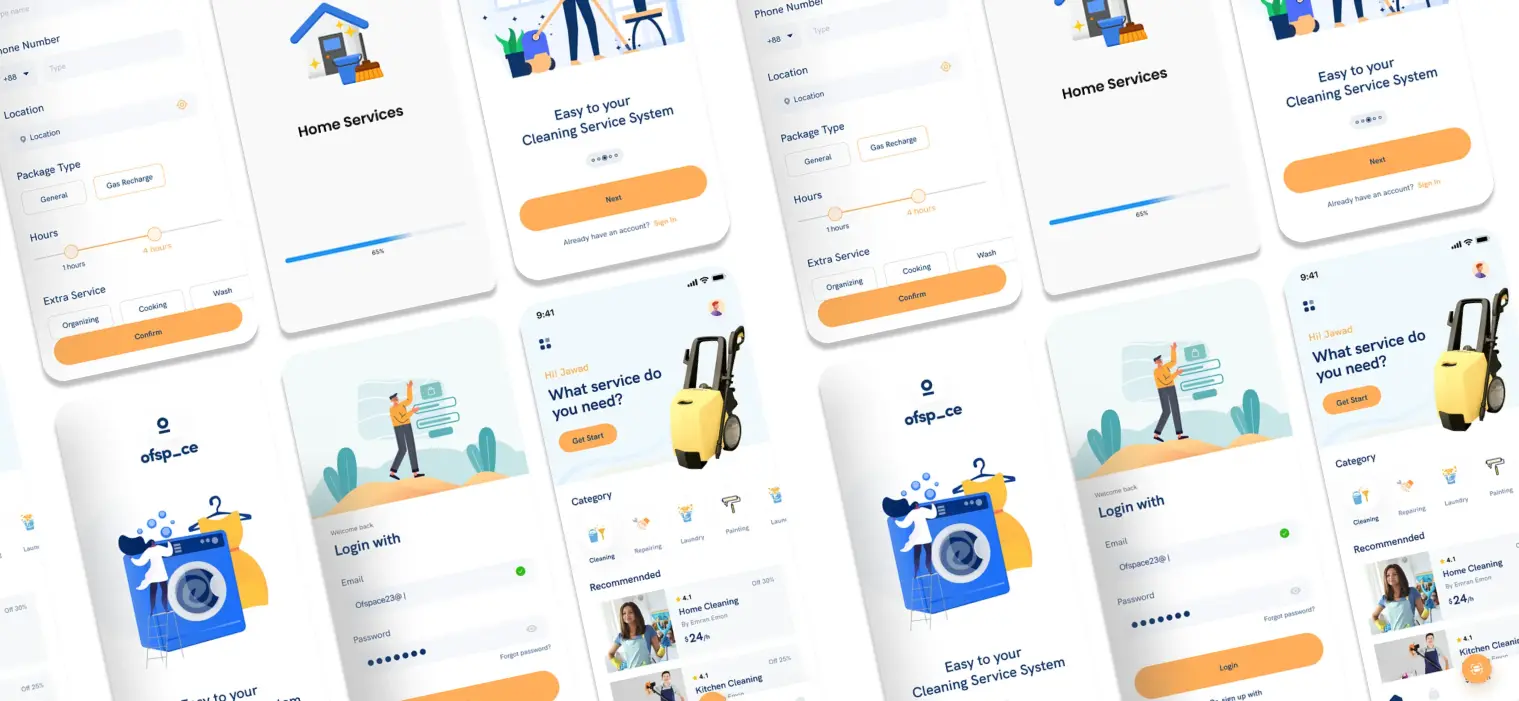 Type name
Phone Number
+88
Type
Location
Location
Package Type
General
Gas Recharge
Hours
1 hours
4 hours
Extra Service
Organizing
Cooking
Wash
Confirm
Home Services
65%
Easy to your
Cleaning Service System
Next
Already have an account? Sign In
Phone Number
+88
Type
Location
Location
Package Type
General
Gas Recharge
Hours
1 hours
4 hours
Extra Service
Organizing
Cooking
Wash
Confirm
Home Services
65%
Easy to your
Cleaning Service System
Next
Already have an account? Sign In
Off 30%
Off 25%
ofsp_ce
Easy to your
Welcome back
Login with
Email
Ofspace23@ |
Password
Forgot password?
9:41
Hi! Jawad
What service do
you need?
Get Start
Category
Cleaning
Repairing
Laundry
Painting
Recommennded
Off 30%
4.1
Home Cleaning
By Emran Emon
$24/h
Off 25%
4.1
Kitchen Cleaning
ofsp_ce
Easy to your
Cleaning Service System
Welcome back
Login with
Email
Ofspace23@ |
Password
Forgot password?
Login
9:41
Hi! Jawad
What service do
you need?
Get Start
Category
Cleaning
Repairing
Laundry
Painting
Recommennded
4.1
Home Cleaning
By Emran Emon
$24/h
4.1